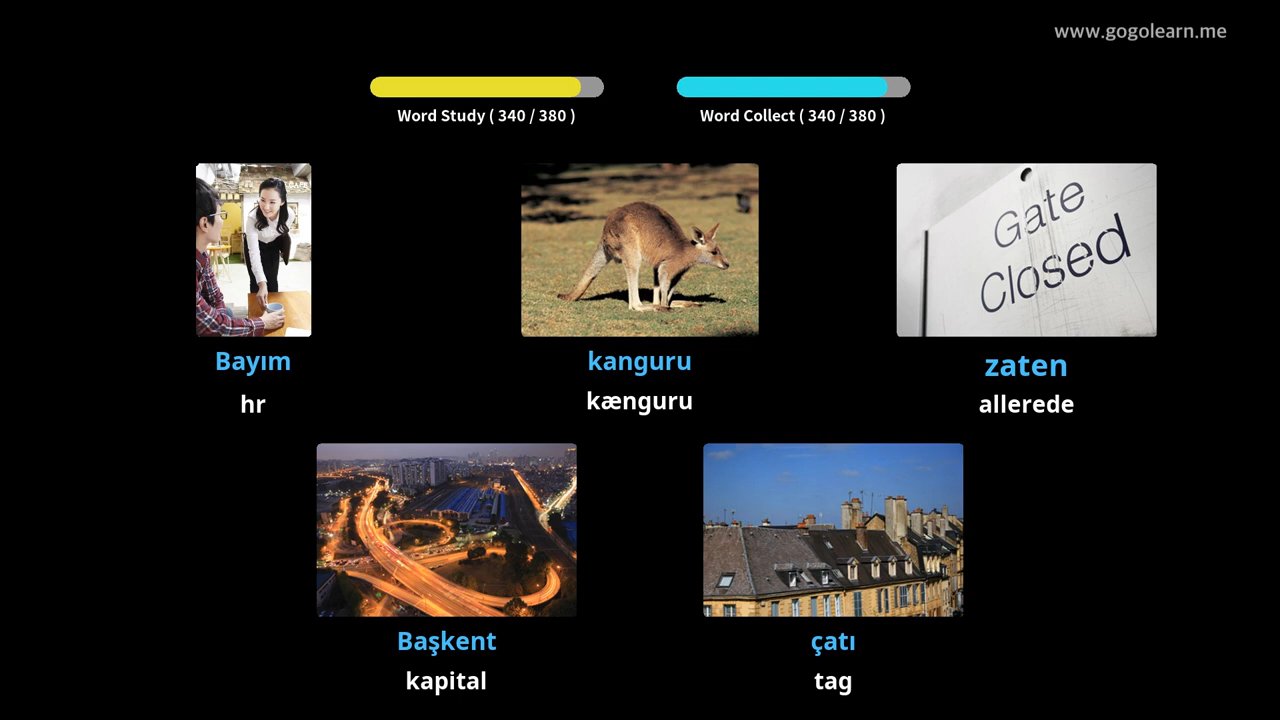 www.gogolearn.me
Word Study ( 340 / 380 )
Word Collect ( 340 / 380 )
Gate
Closed
Bayım
hr
kanguru
kænguru
zaten
allerede
Başkent
kapital
çatı
tag